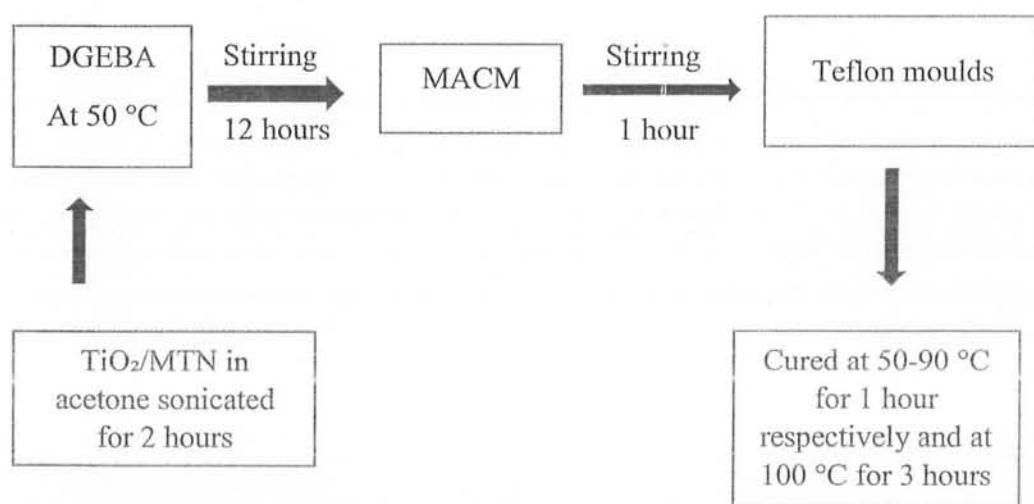 DGEBA
At 50 °C
Stirring
12 hours
MACM
Stirring
1 hour
Teflon moulds
TiO₂/MTN in
acetone sonicated
for 2 hours
Cured at 50-90 °C
for 1 hour
respectively and at
100 °C for 3 hours